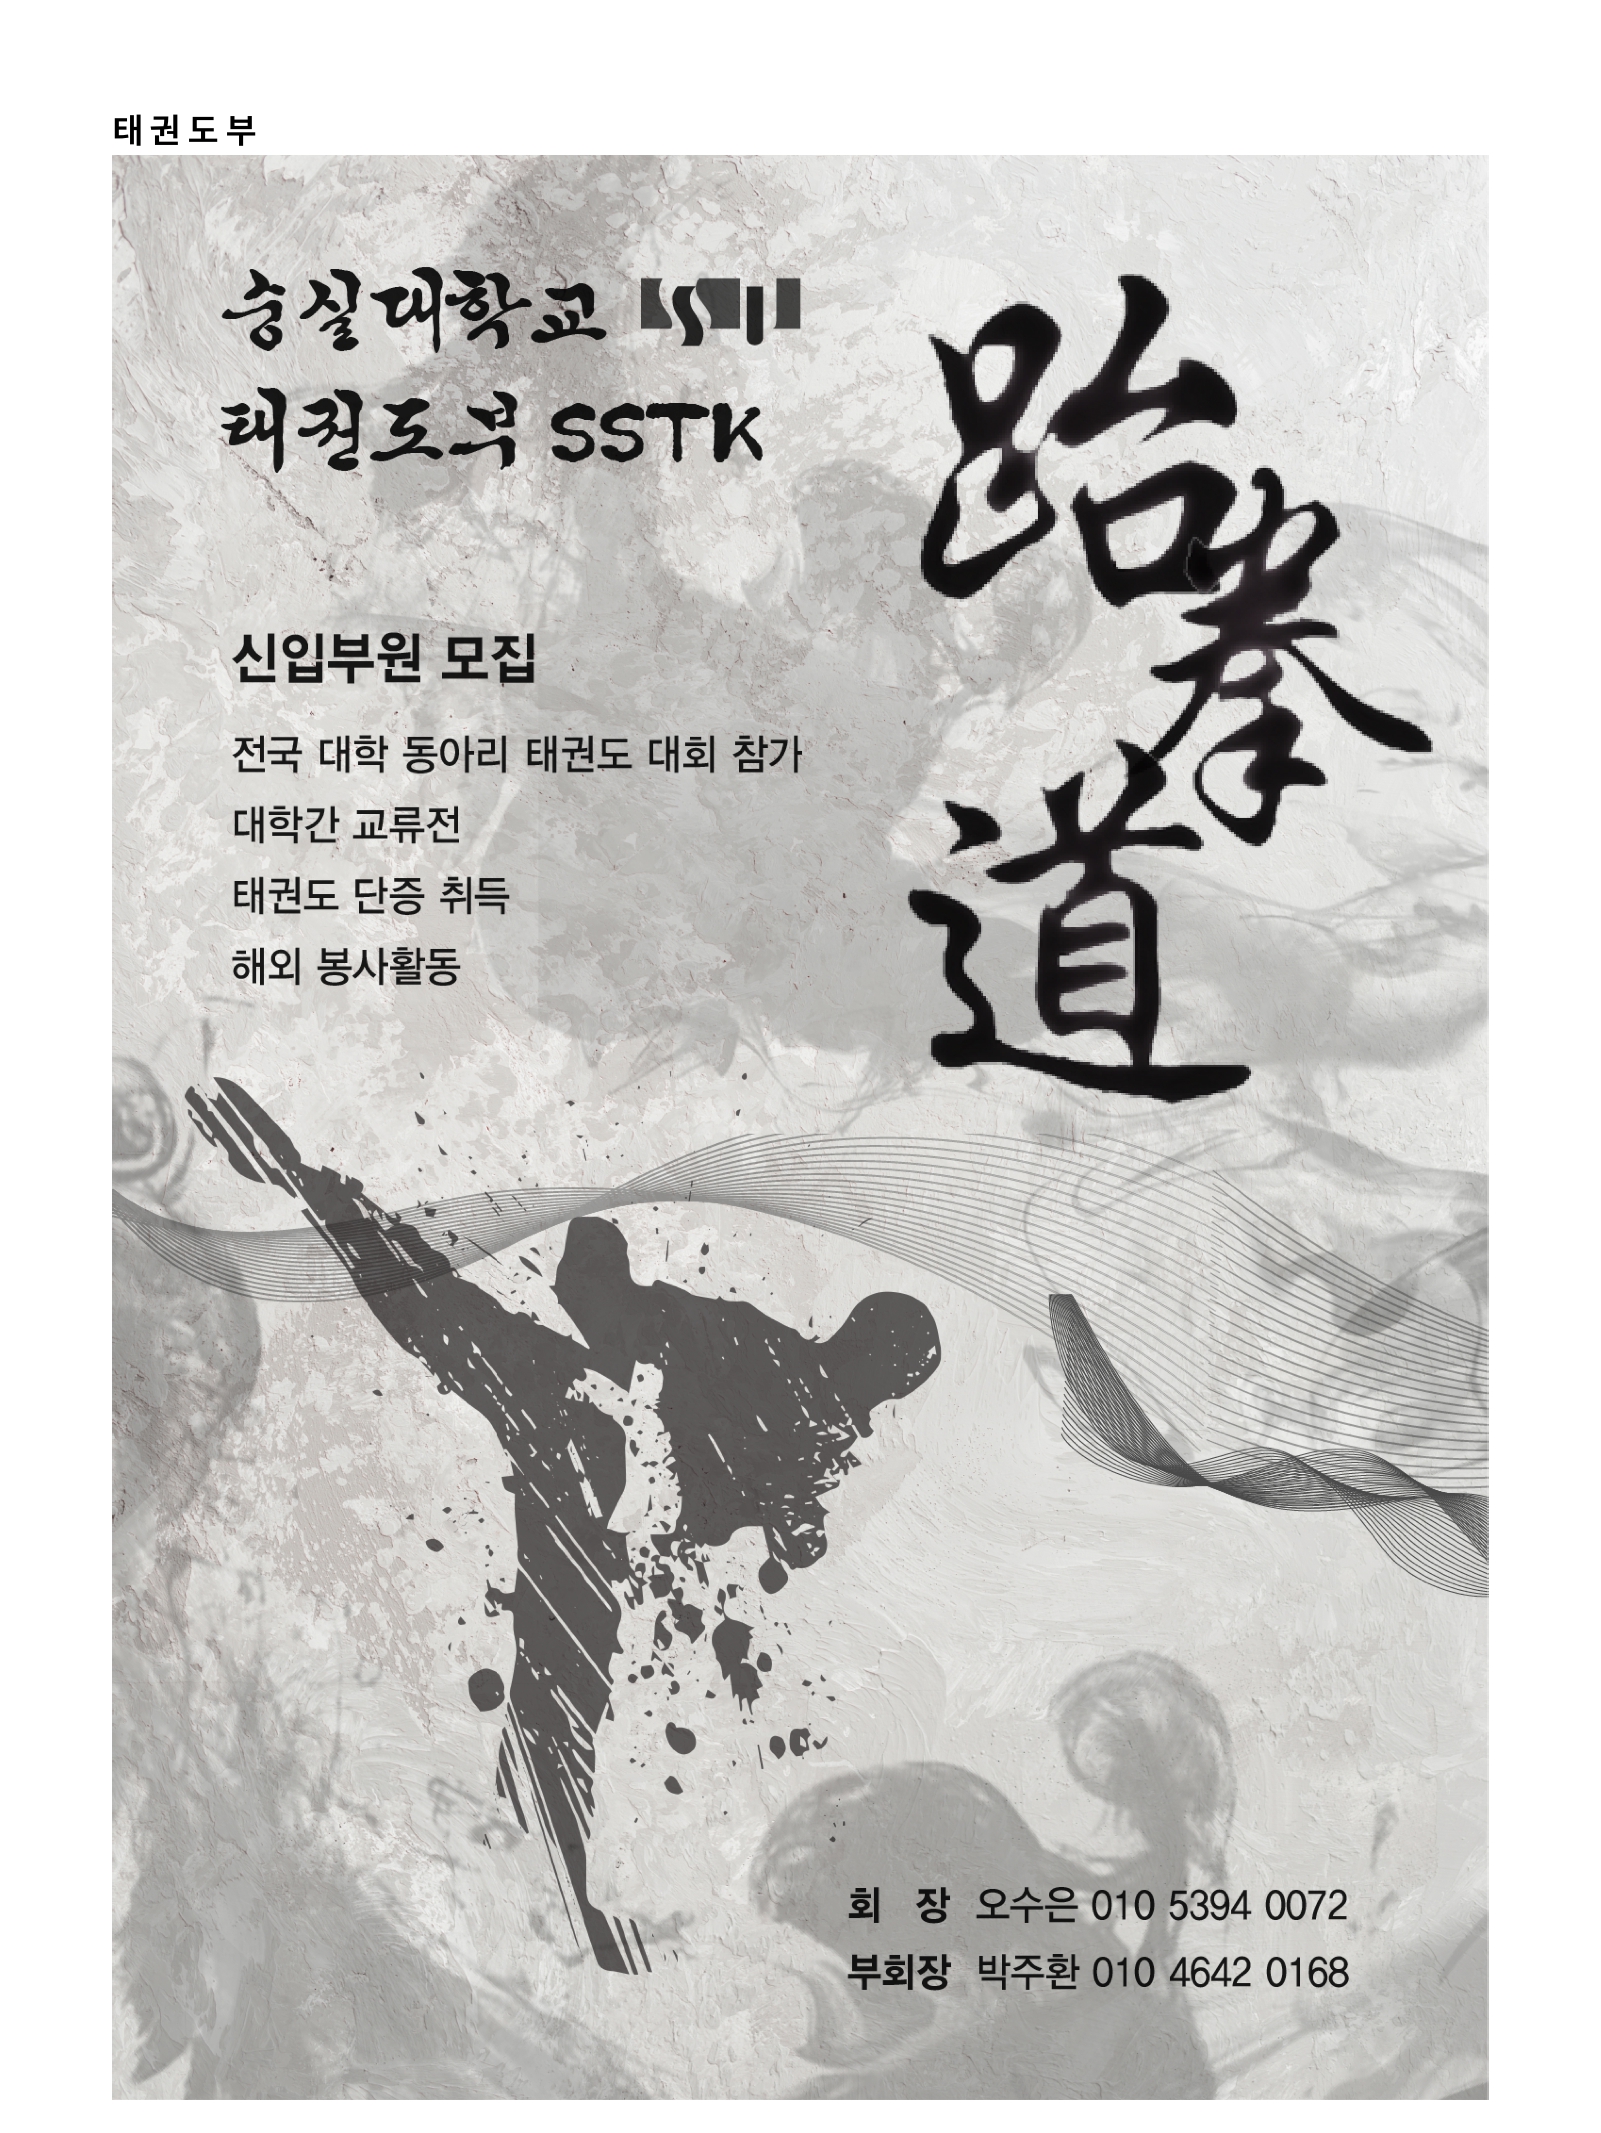 태권도부
숭실대학교 SSU
태권도부 SSTK
跆拳道
신입부원 모집
전국 대학 동아리 태권도 대회 참가
대학간 교류전
태권도 단증 취득
해외 봉사활동
회 장 오수은 010 5394 0072
부회장 박주환 010 4642 0168